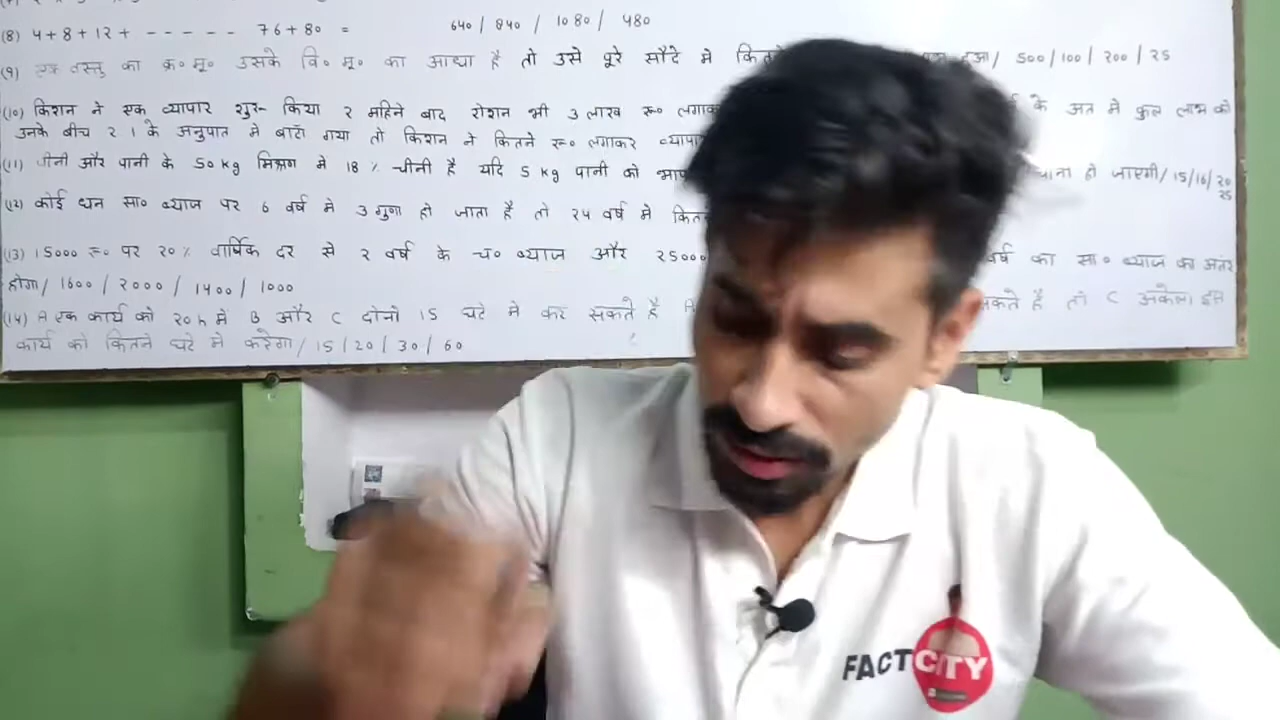 (8) 4+8+12+ ----- 76+80 = 640 / 840 / 1080 / 480
(9) एक वस्तु का क्र० मू० उसके वि० मू० का आधा है तो उसे पूरे सौदे मे हुआ / 500 / 100 / 200 / 25
(10) किशन ने एक व्यापार शुरू किया 2 महिने बाद रोशन भी 3 लाख रू० लगाकर के अंत मे कुल लाभ को
उनके बीच 2 1 के अनुपात मे बाटा गया तो किशन ने कितने रू० लगाकर
(11) चीनी और पानी के 50 kg मिश्रण मे 18 % चीनी है यदि 5 kg पानी को हो जाएगी / 15/16/20
25
(12) कोई धन सा० ब्याज पर 6 वर्ष मे 3 गुणा हो जाता है तो 24 वर्ष मे
(13) 15000 रू० पर 20 % वार्षिक दर से 2 वर्ष के च० ब्याज और 25000 वर्ष का सा० ब्याज का अंतर
होगा / 1600 / 2000 / 1400 / 1000
(14) A एक कार्य को 20 h में B और C दोनो 15 घंटे मे कर सकते है सकते है तो C अकेला इस
कार्य को कितने घंटे मे करेगा / 15 / 20 / 30 / 60
FACT CITY